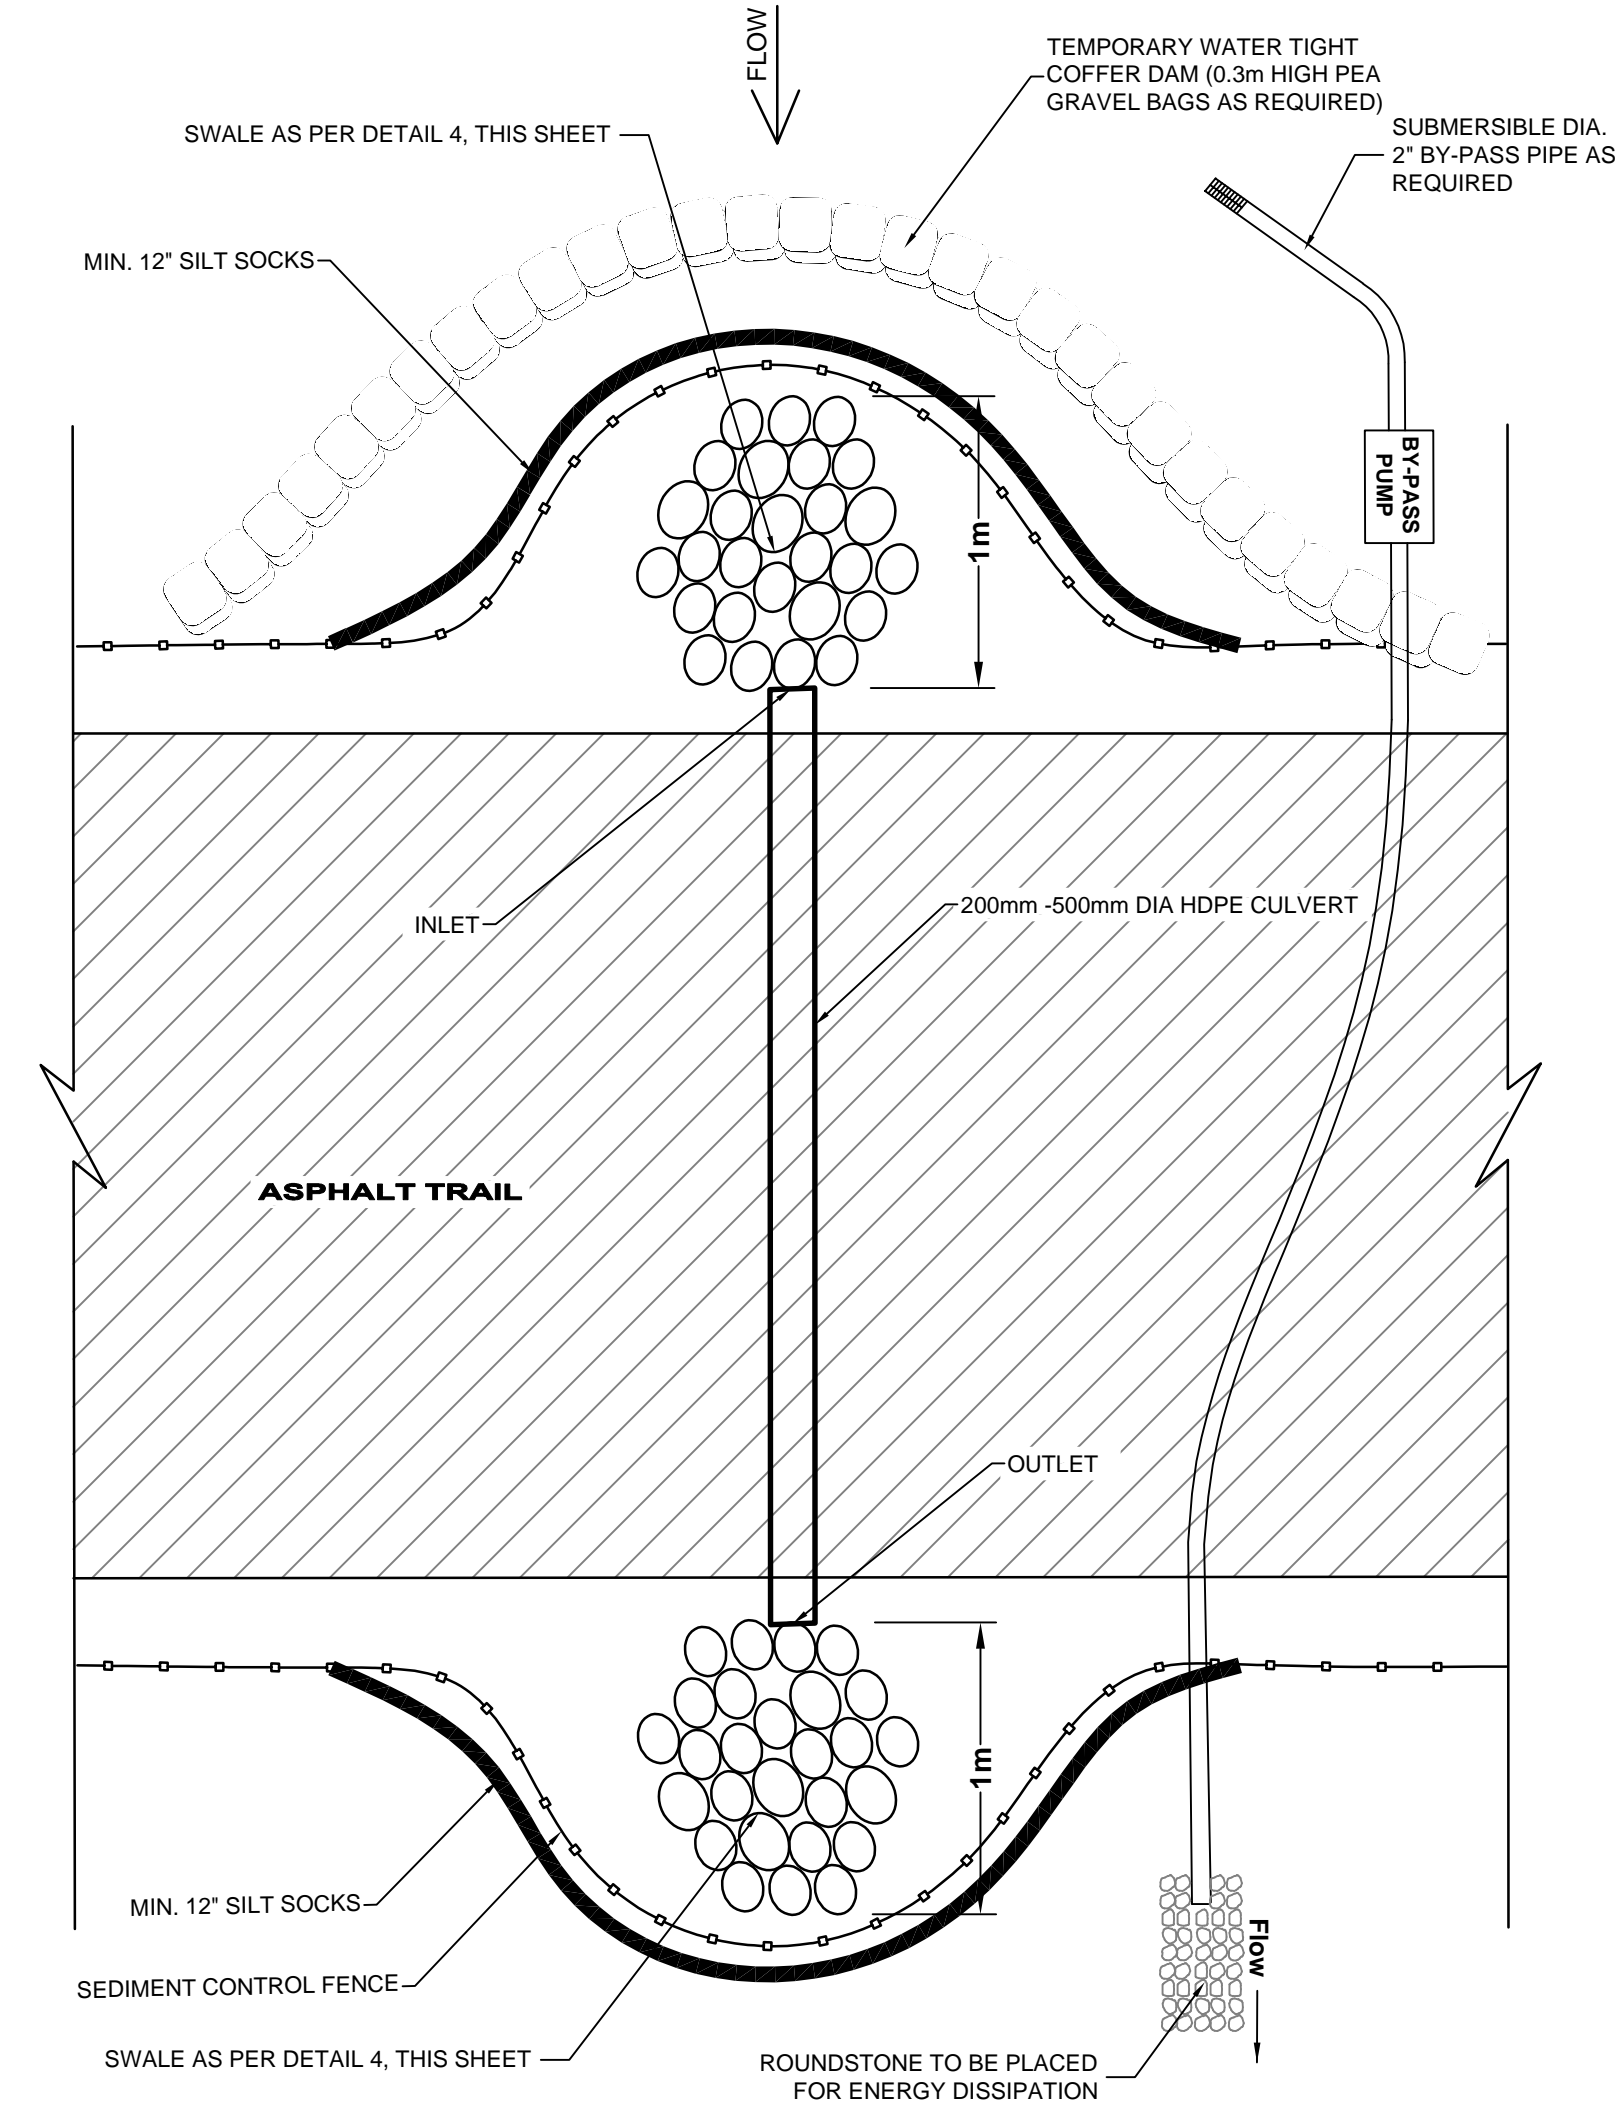 FLOW
TEMPORARY WATER TIGHT
COFFER DAM (0.3m HIGH PEA
GRAVEL BAGS AS REQUIRED)
SUBMERSIBLE DIA.
2" BY-PASS PIPE AS
REQUIRED
SWALE AS PER DETAIL 4, THIS SHEET
MIN. 12" SILT SOCKS
BY-PASS
PUMP
1m
INLET
200mm -500mm DIA HDPE CULVERT
ASPHALT TRAIL
OUTLET
1m
MIN. 12" SILT SOCKS
SEDIMENT CONTROL FENCE
SWALE AS PER DETAIL 4, THIS SHEET
Flow
ROUNDSTONE TO BE PLACED
FOR ENERGY DISSIPATION